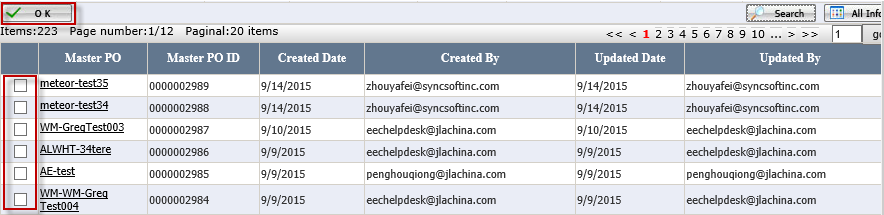 O K
Search
All Info
Items:223 Page number:1/12 Paginal:20 items
<< < 1 2 3 4 5 6 7 8 9 10 ... > >> 1 go
Master PO Master PO ID Created Date Created By Updated Date Updated By
meteor-test35 0000002989 9/14/2015 zhouyafei@syncsoftinc.com 9/14/2015 zhouyafei@syncsoftinc.com
meteor-test34 0000002988 9/14/2015 zhouyafei@syncsoftinc.com 9/14/2015 zhouyafei@syncsoftinc.com
WM-GreqTest003 0000002987 9/10/2015 eechelpdesk@jlachina.com 9/10/2015 eechelpdesk@jlachina.com
ALWHT-34tere 0000002986 9/9/2015 eechelpdesk@jlachina.com 9/9/2015 eechelpdesk@jlachina.com
AE-test 0000002985 9/9/2015 penghouqiong@jlachina.com 9/9/2015 penghouqiong@jlachina.com
WM-WM-Greg
Test004 0000002984 9/9/2015 eechelpdesk@jlachina.com 9/9/2015 eechelpdesk@jlachina.com